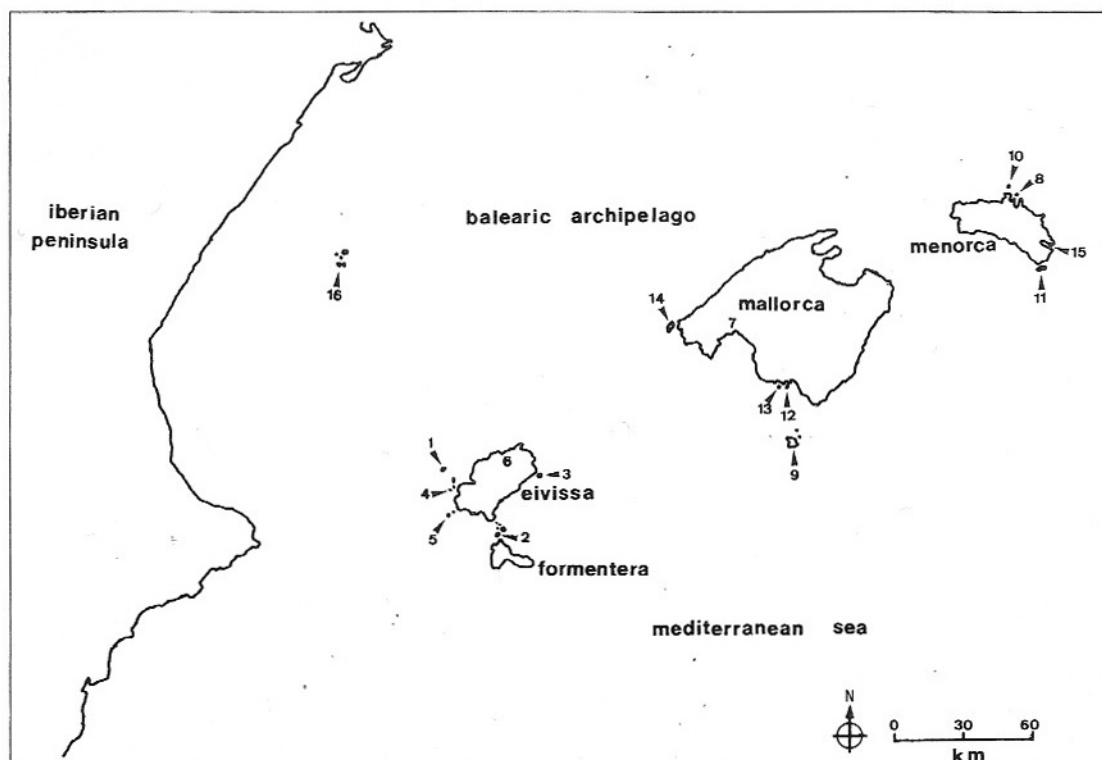 10
8
iberian
peninsula
balearic archipelago
menorca
15
16
11
14
mallorca
7
13
12
9
1
6
3
4
eivissa
5
2
formentera
mediterranean sea
N
0 30 60
km